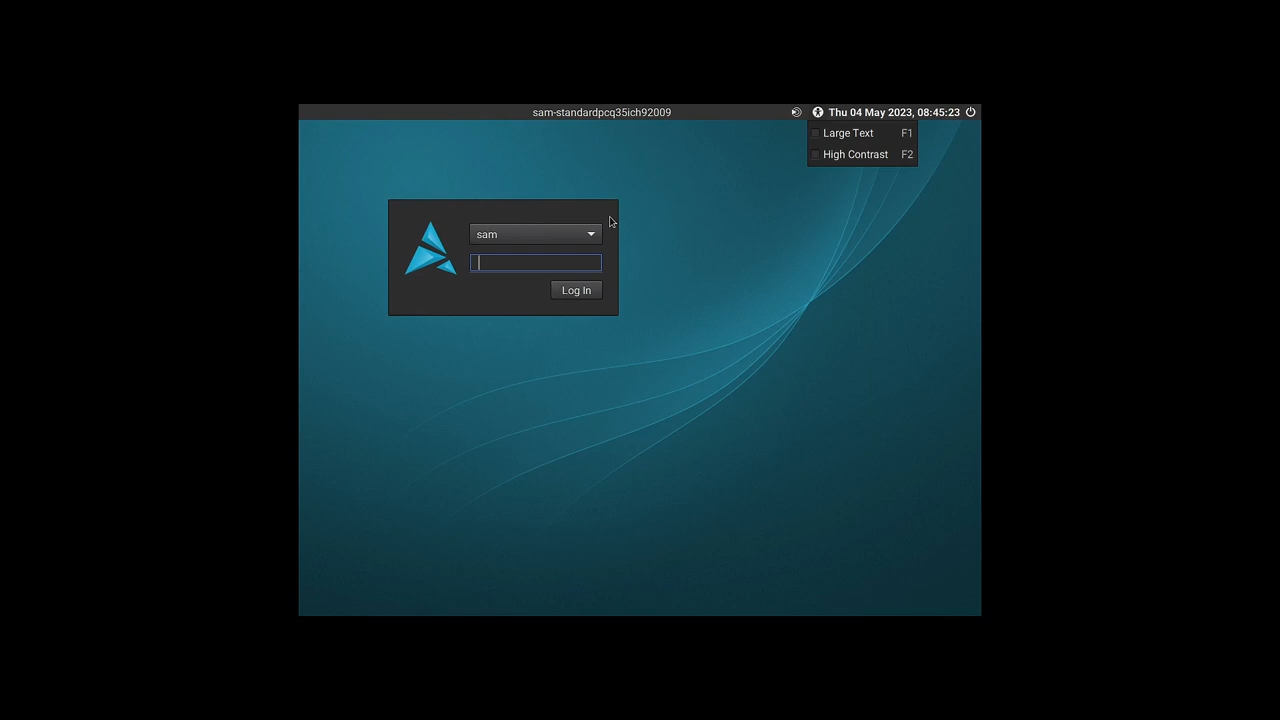 sam-standardpcq35ich92009
Thu 04 May 2023, 08:45:23
Large Text F1
High Contrast F2
sam
Log In